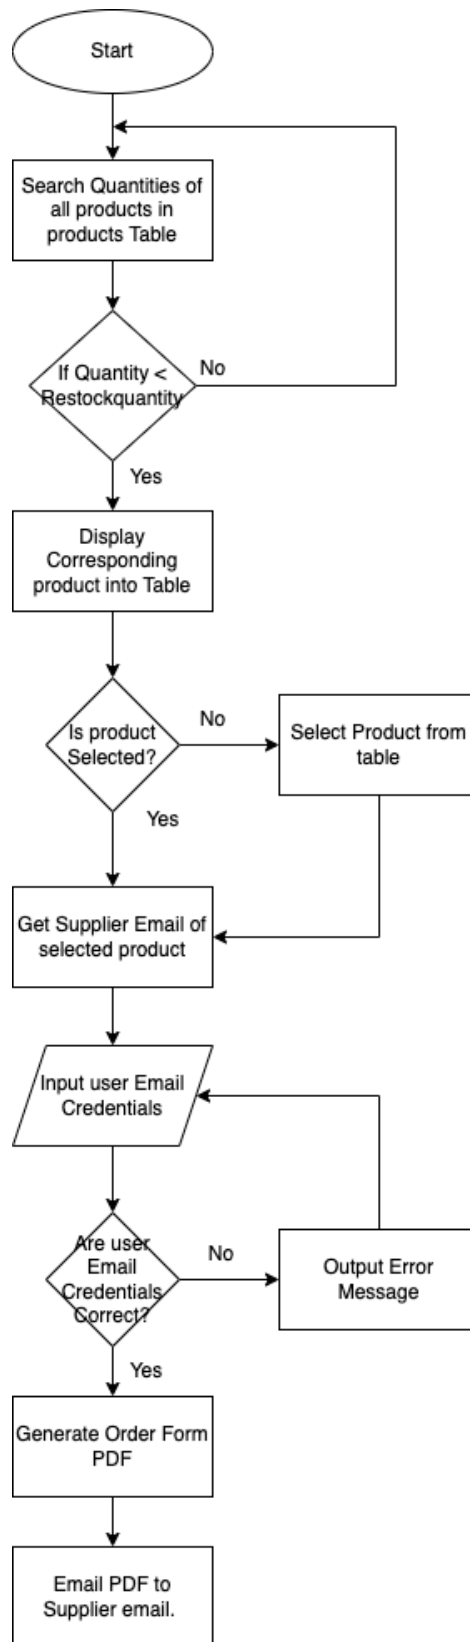 Start
Search Quantities of
all products in
products Table
If Quantity <
Restockquantity
No
Yes
Display
Corresponding
product into Table
Is product
Selected?
No
Select Product from
table
Yes
Get Supplier Email of
selected product
Input user Email
Credentials
Are user
Email
Credentials
Correct?
No
Output Error
Message
Yes
Generate Order Form
PDF
Email PDF to
Supplier email.